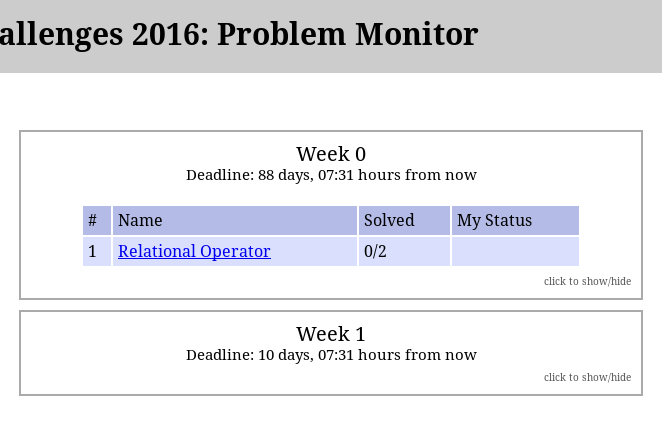 allenges 2016: Problem Monitor
Week 0
Deadline: 88 days, 07:31 hours from now
# Name Solved My Status
1 Relational Operator 0/2
click to show/hide
Week 1
Deadline: 10 days, 07:31 hours from now
click to show/hide